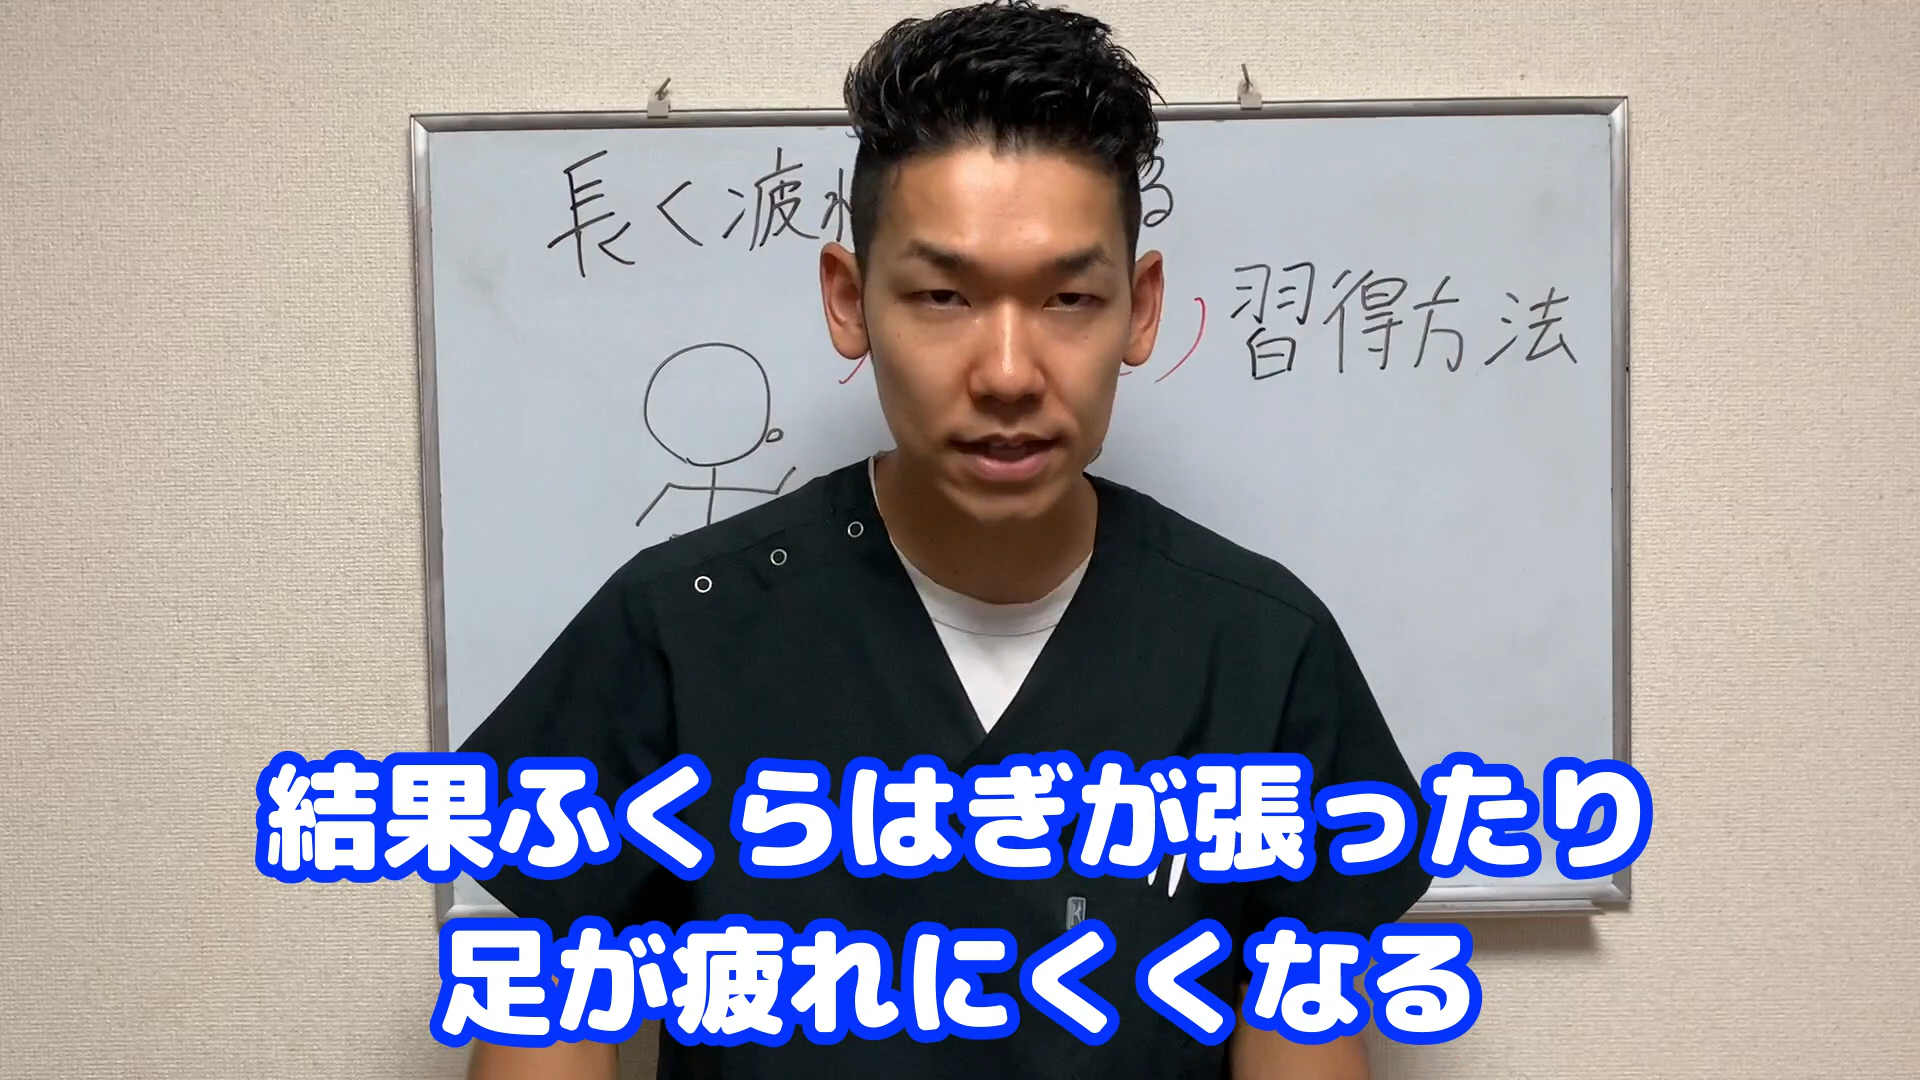 長く疲れ
る
習得方法
結果ふくらはぎが張ったり
足が疲れにくくなる